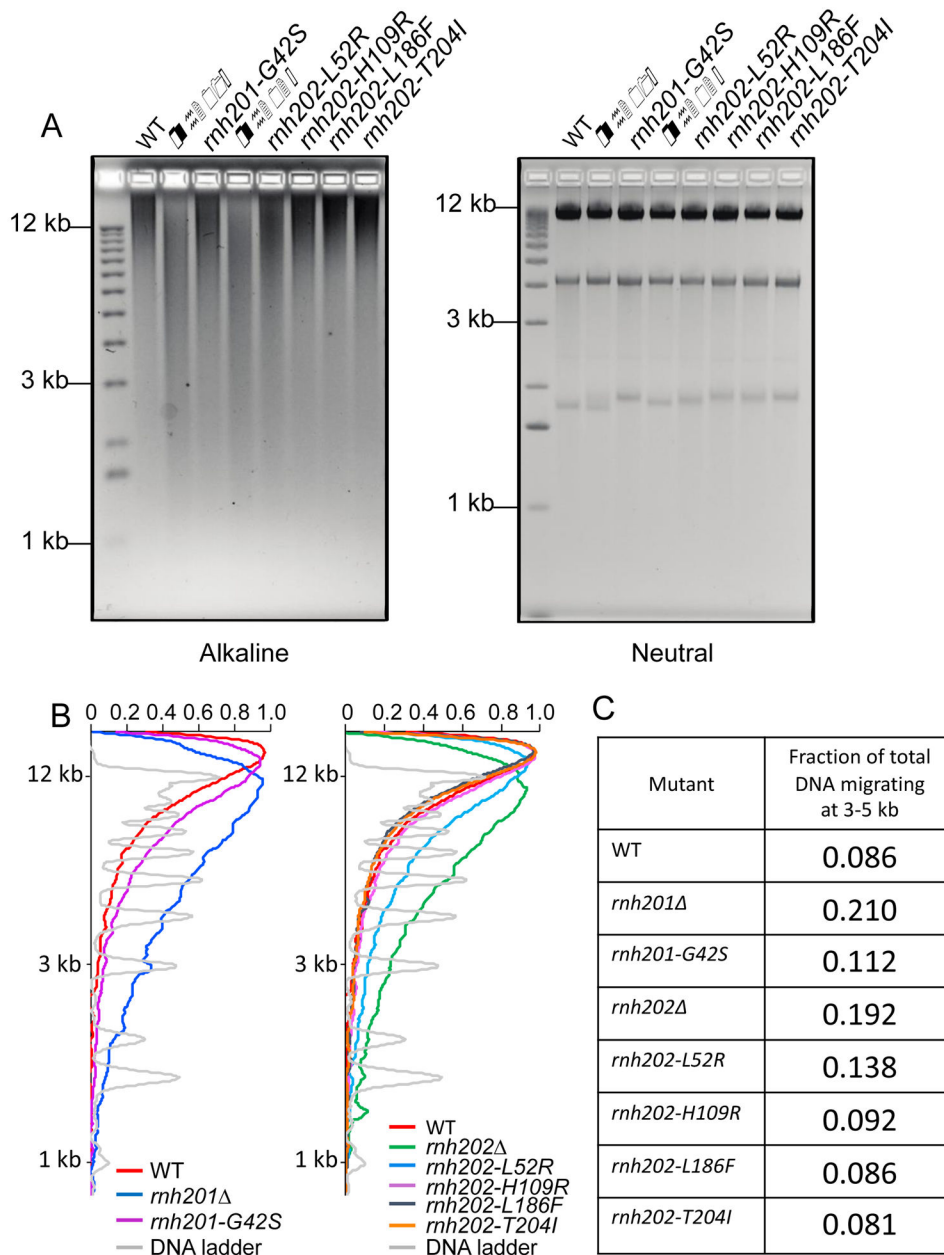 A
WT
rnh201-G42S
rnh202-L52R
rnh202-H109R
rnh202-L186F
rnh202-T204I
WT
rnh201-G42S
rnh202-L52R
rnh202-H109R
rnh202-L186F
rnh202-T204I
12 kb
3 kb
1 kb
12 kb
3 kb
1 kb
Alkaline
Neutral
B
0 0.2 0.4 0.6 0.8 1.0
12 kb
3 kb
1 kb
WT
rnh201Δ
rnh201-G42S
DNA ladder
0 0.2 0.4 0.6 0.8 1.0
12 kb
3 kb
1 kb
WT
rnh202Δ
rnh202-L52R
rnh202-H109R
rnh202-L186F
rnh202-T204I
DNA ladder
C
Mutant
Fraction of total
DNA migrating
at 3-5 kb
WT 0.086
rnh201Δ 0.210
rnh201-G42S 0.112
rnh202Δ 0.192
rnh202-L52R 0.138
rnh202-H109R 0.092
rnh202-L186F 0.086
rnh202-T204I 0.081